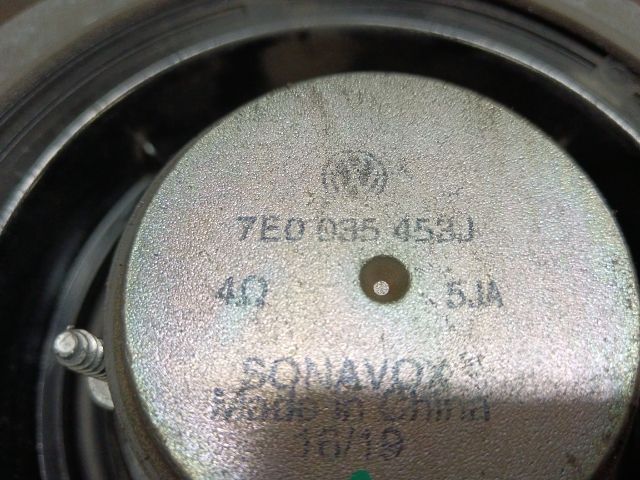 7E0 035 453J
4Ω 5JA
SONAVOX
Made in China
16/19